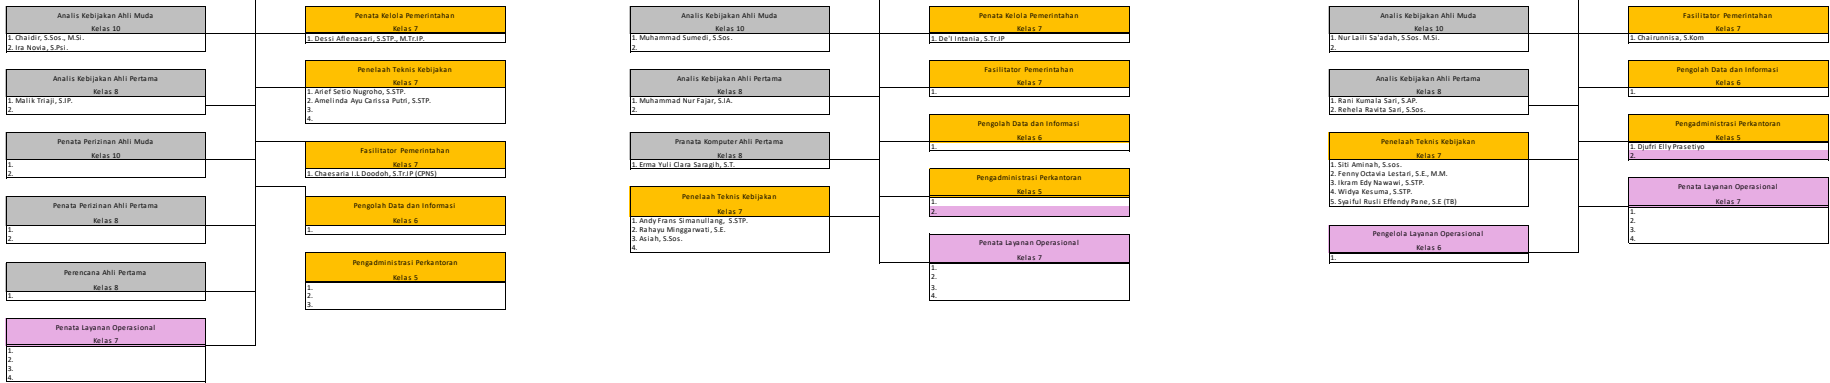 Analis Kebijakan Ahli Muda
Kelas 10
1. Chaidir, S.Sos., M.Si.
2. Ira Novia, S.Psi.
Analis Kebijakan Ahli Pertama
Kelas 8
1. Malik Triaji, S.IP.
2.
Penata Perizinan Ahli Muda
Kelas 10
1.
2.
Penata Perizinan Ahli Pertama
Kelas 8
1.
2.
Perencana Ahli Pertama
Kelas 8
1.
Penata Layanan Operasional
Kelas 7
1.
2.
3.
4.
Penata Kelola Pemerintahan
Kelas 7
1. Dessi Aflenasari, S.STP., M.Tr.IP.
Penelaah Teknis Kebijakan
Kelas 7
1. Arief Setio Nugroho, S.STP.
2. Amelinda Ayu Carissa Putri, S.STP.
3.
4.
Fasilitator Pemerintahan
Kelas 7
1. Chaesaria I.L Doodoh, S.Tr.IP (CPNS)
Pengolah Data dan Informasi
Kelas 6
1.
Pengadministrasi Perkantoran
Kelas 5
1.
2.
3.
Analis Kebijakan Ahli Muda
Kelas 10
1. Muhammad Sumedi, S.Sos.
2.
Analis Kebijakan Ahli Pertama
Kelas 8
1. Muhammad Nur Fajar, S.IA.
2.
Pranata Komputer Ahli Pertama
Kelas 8
1. Erma Yuli Clara Saragih, S.T.
Penelaah Teknis Kebijakan
Kelas 7
1. Andy Frans Simanullang, S.STP.
2. Rahayu Minggarwati, S.E.
3. Asiah, S.Sos.
4.
Penata Kelola Pemerintahan
Kelas 7
1. De'I Intania, S.Tr.IP
Fasilitator Pemerintahan
Kelas 7
1.
Pengolah Data dan Informasi
Kelas 6
1.
Pengadministrasi Perkantoran
Kelas 5
1.
2.
Penata Layanan Operasional
Kelas 7
1.
2.
3.
4.
Analis Kebijakan Ahli Muda
Kelas 10
1. Nur Laili Sa'adah, S.Sos. M.Si.
2.
Analis Kebijakan Ahli Pertama
Kelas 8
1. Rani Kumala Sari, S.AP.
2. Rehela Ravita Sari, S.Sos.
Penelaah Teknis Kebijakan
Kelas 7
1. Siti Aminah, S.sos.
2. Fenny Octavia Lestari, S.E., M.M.
3. Ikram Edy Nawawi, S.STP.
4. Widya Kesuma, S.STP.
5. Syaiful Rusli Effendy Pane, S.E (TB)
Pengelola Layanan Operasional
Kelas 6
1.
Fasilitator Pemerintahan
Kelas 7
1. Chairunnisa, S.Kom
Pengolah Data dan Informasi
Kelas 6
1.
Pengadministrasi Perkantoran
Kelas 5
1. Djufri Elly Prasetiyo
2.
Penata Layanan Operasional
Kelas 7
1.
2.
3.
4.